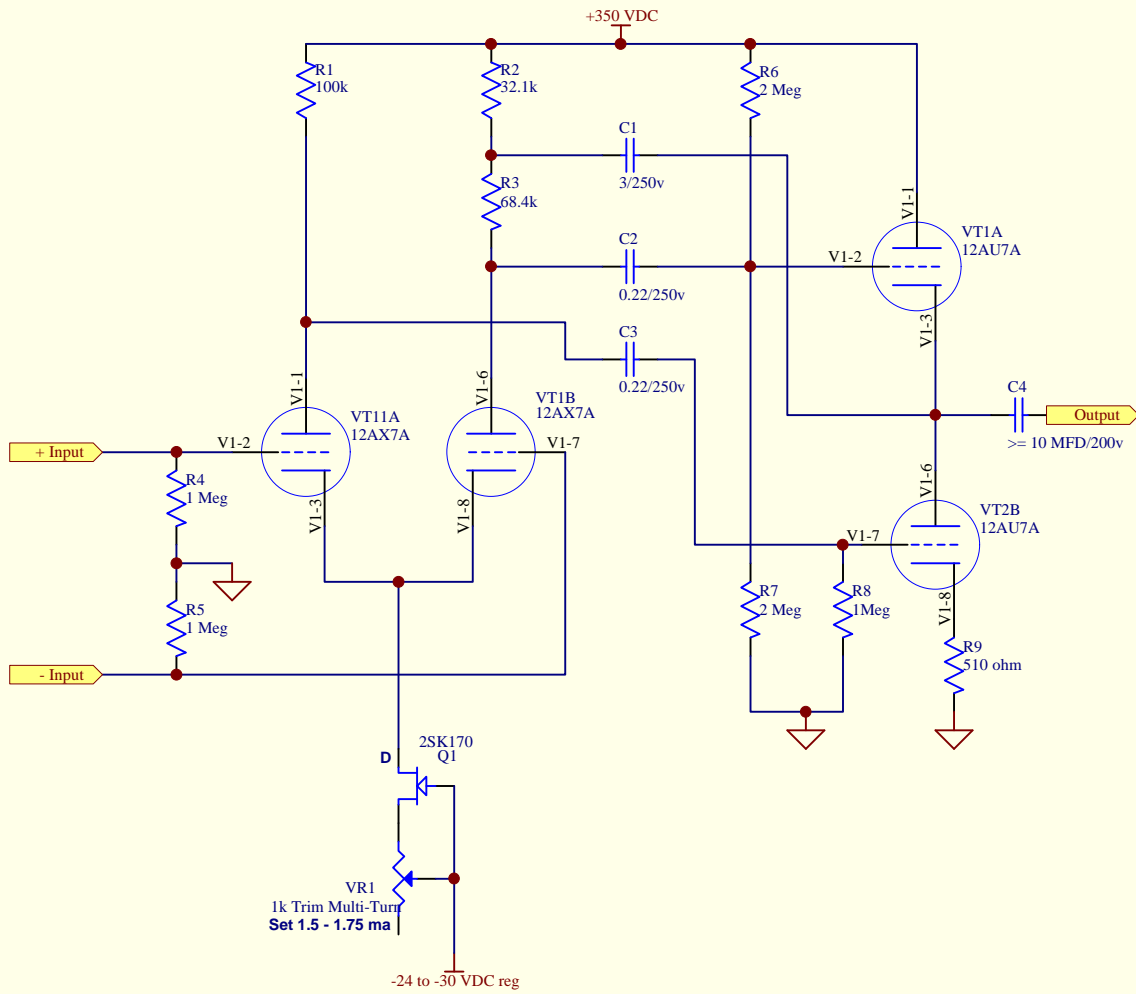 +350 VDC
R1
100k
R2
32.1k
R6
2 Meg
C1
3/250v
R3
68.4k
V1-1
VT1A
12AU7A
C2
V1-2
0.22/250v
V1-3
C3
0.22/250v
V1-1
V1-6
VT11A
12AX7A
VT1B
12AX7A
C4
Output
>= 10 MFD/200v
+ Input
V1-2
V1-7
V1-6
R4
1 Meg
V1-3
V1-8
VT2B
12AU7A
V1-7
R5
1 Meg
R7
2 Meg
R8
1Meg
V1-8
R9
510 ohm
- Input
2SK170
Q1
D
VR1
1k Trim Multi-Turn
Set 1.5 - 1.75 ma
-24 to -30 VDC reg